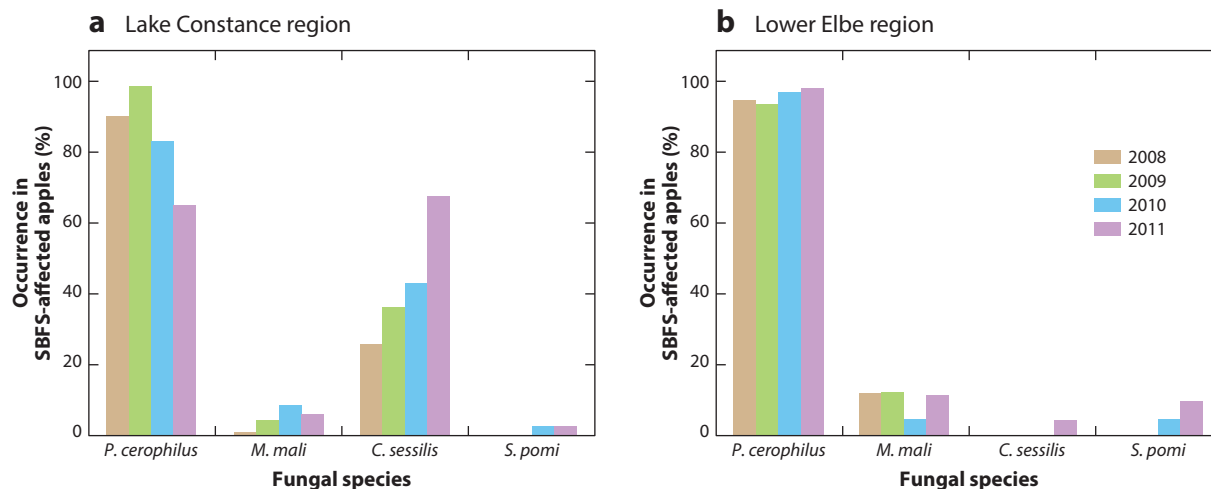 a Lake Constance region
Occurrence in
SBFS-affected apples (%)
100
80
60
40
20
0
P. cerophilus M. mali C. sessilis S. pomi
Fungal species
b Lower Elbe region
Occurrence in
SBFS-affected apples (%)
100
80
60
40
20
0
2008
2009
2010
2011
P. cerophilus M. mali C. sessilis S. pomi
Fungal species